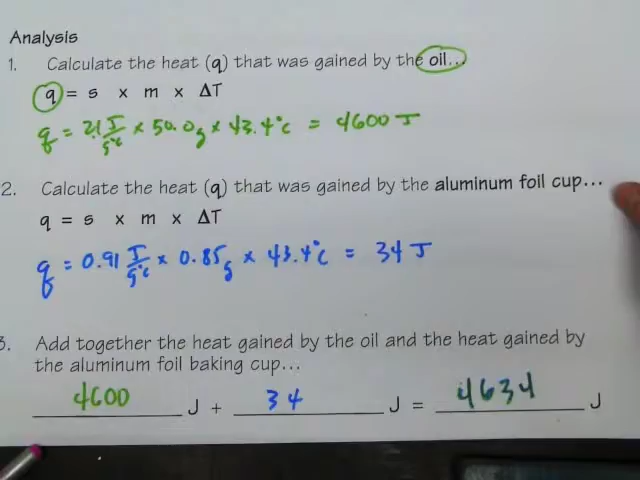 Analysis
1. Calculate the heat (q) that was gained by the oil...
q = s x m x ΔT
q = 2.1 J/g°C × 50.0g × 43.4°C = 4600 J
2. Calculate the heat (q) that was gained by the aluminum foil cup...
q = s x m x ΔT
q = 0.91 J/g°C × 0.85g × 43.4°C = 34 J
3. Add together the heat gained by the oil and the heat gained by
the aluminum foil baking cup...
4600 J + 34 J = 4634 J